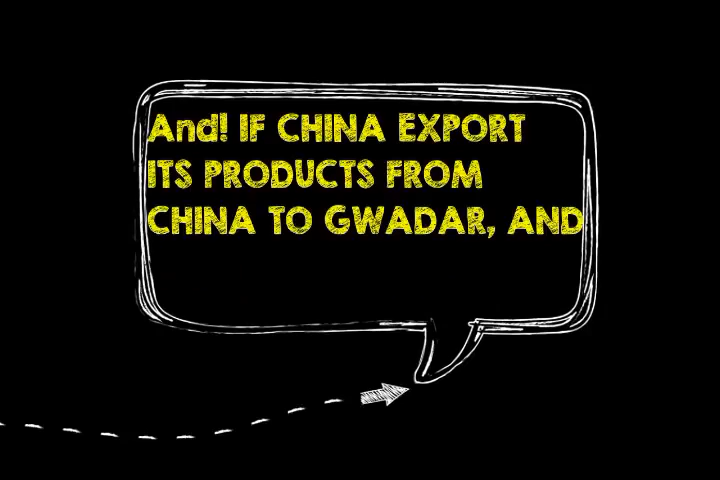 And! IF CHINA EXPORT
ITS PRODUCTS FROM
CHINA TO GWADAR, AND